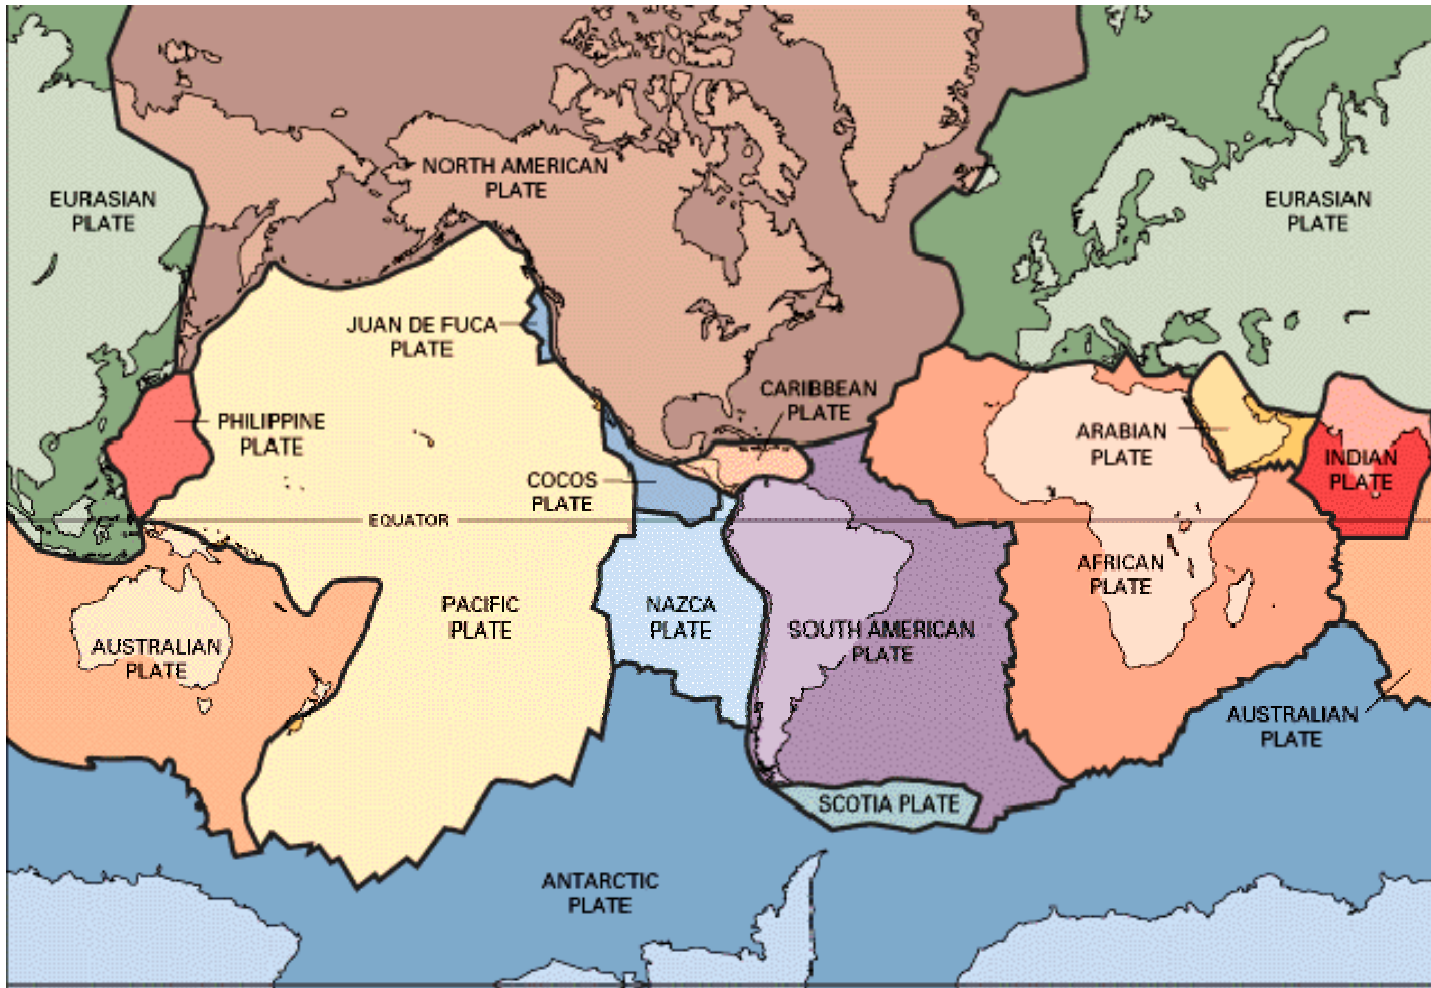 NORTH AMERICAN
PLATE
EURASIAN
PLATE
EURASIAN
PLATE
JUAN DE FUCA
PLATE
CARIBBEAN
PLATE
PHILIPPINE
PLATE
ARABIAN
PLATE
INDIAN
PLATE
COCOS
PLATE
EQUATOR
AFRICAN
PLATE
PACIFIC
PLATE
NAZCA
PLATE
SOUTH AMERICAN
PLATE
AUSTRALIAN
PLATE
AUSTRALIAN
PLATE
SCOTIA PLATE
ANTARCTIC
PLATE